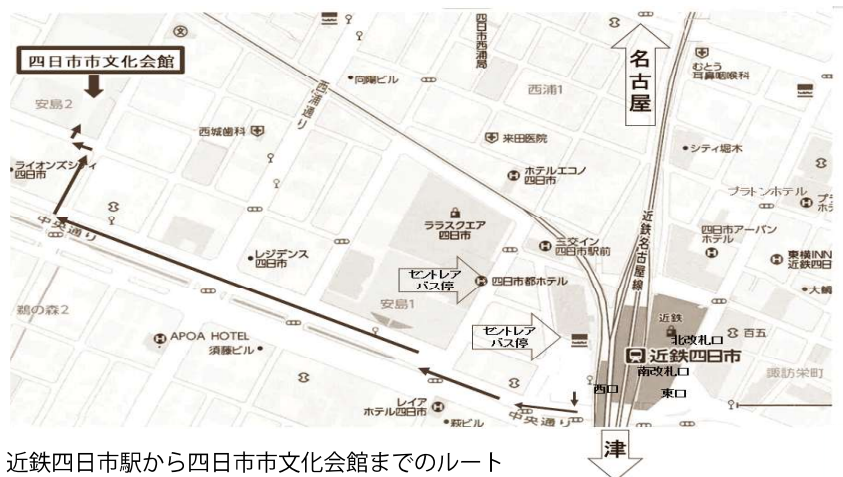 四日市市文化会館
安島2
ライオンズシティ
四日市
中央通り
鵜の森2
西城歯科
向陽ビル
西浦通り
四日市西浦局
西浦1
名古屋
むとう
耳鼻咽喉科
来田医院
シティ堀木
ホテルエコノ
四日市
プラトンホテル
プラ
ホテ
ララスクエア
四日市
三交イン
四日市駅前
近鉄名古屋線
四日市アーバン
ホテル
東横INN
近鉄四日
大鯛
レジデンス
四日市
セントレア
バス停
四日市都ホテル
安島1
セントレア
バス停
近鉄
北改札口
百五
近鉄四日市
南改札口
諏訪栄町
西口
東口
APOA HOTEL
須藤ビル
レイア
ホテル四日市
萩ビル
中央通り
津
近鉄四日市駅から四日市市文化会館までのルート